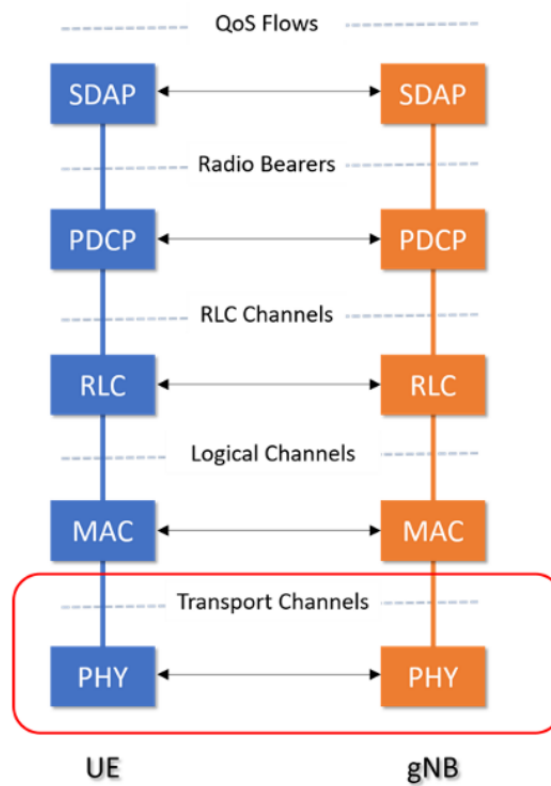 QoS Flows
SDAP SDAP
Radio Bearers
PDCP PDCP
RLC Channels
RLC RLC
Logical Channels
MAC MAC
Transport Channels
PHY PHY
UE gNB